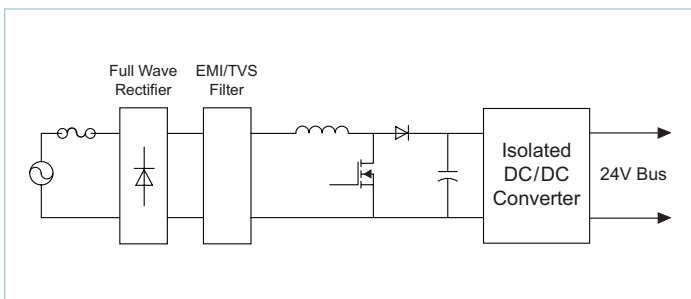 Full Wave
Rectifier
EMI/TVS
Filter
Isolated
DC/DC
Converter
24V Bus